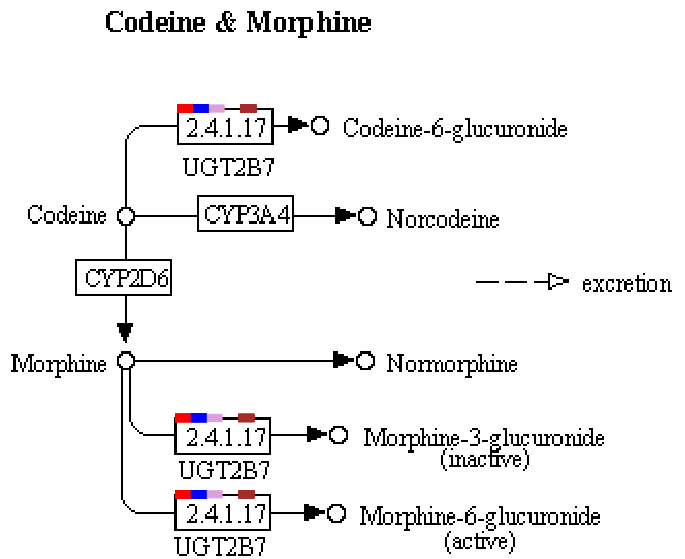 Codeine & Morphine
2.4.1.17
Codeine-6-glucuronide
UGT2B7
Codeine
CYP3A4
Norcodeine
CYP2D6
excretion
Morphine
Normorphine
2.4.1.17
Morphine-3-glucuronide
(inactive)
UGT2B7
2.4.1.17
Morphine-6-glucuronide
(active)
UGT2B7